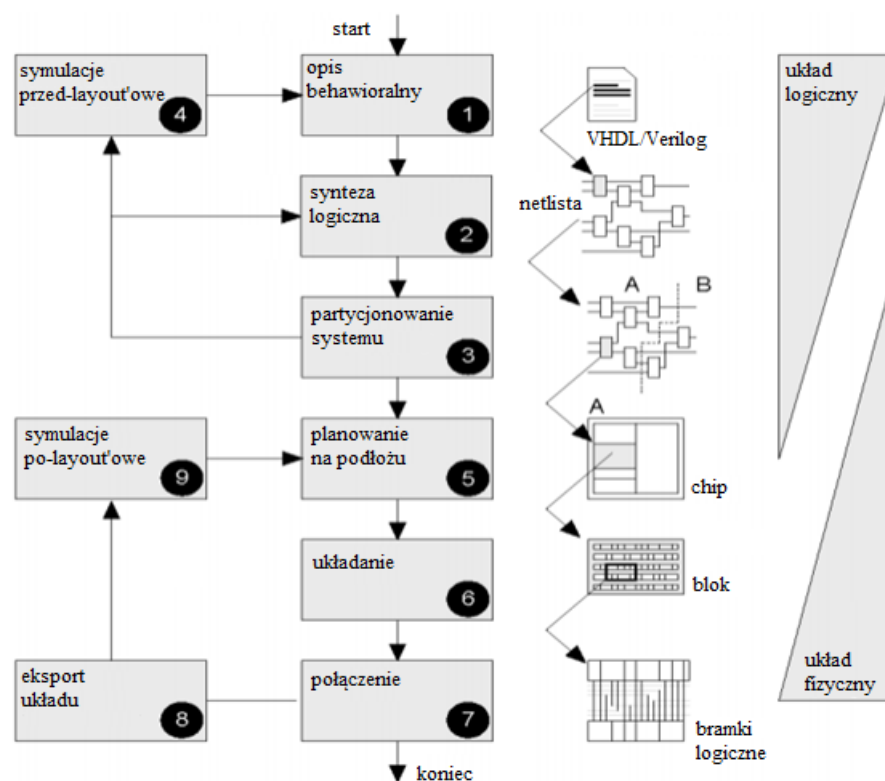 start
symulacje
przed-layout'owe
4
opis
behawioralny
1
VHDL/Verilog
układ
logiczny
synteza
logiczna
2
netlista
partycjonowanie
systemu
3
A
B
symulacje
po-layout'owe
9
planowanie
na podłożu
5
A
chip
układanie
6
blok
eksport
układu
8
połączenie
7
bramki
logiczne
układ
fizyczny
koniec